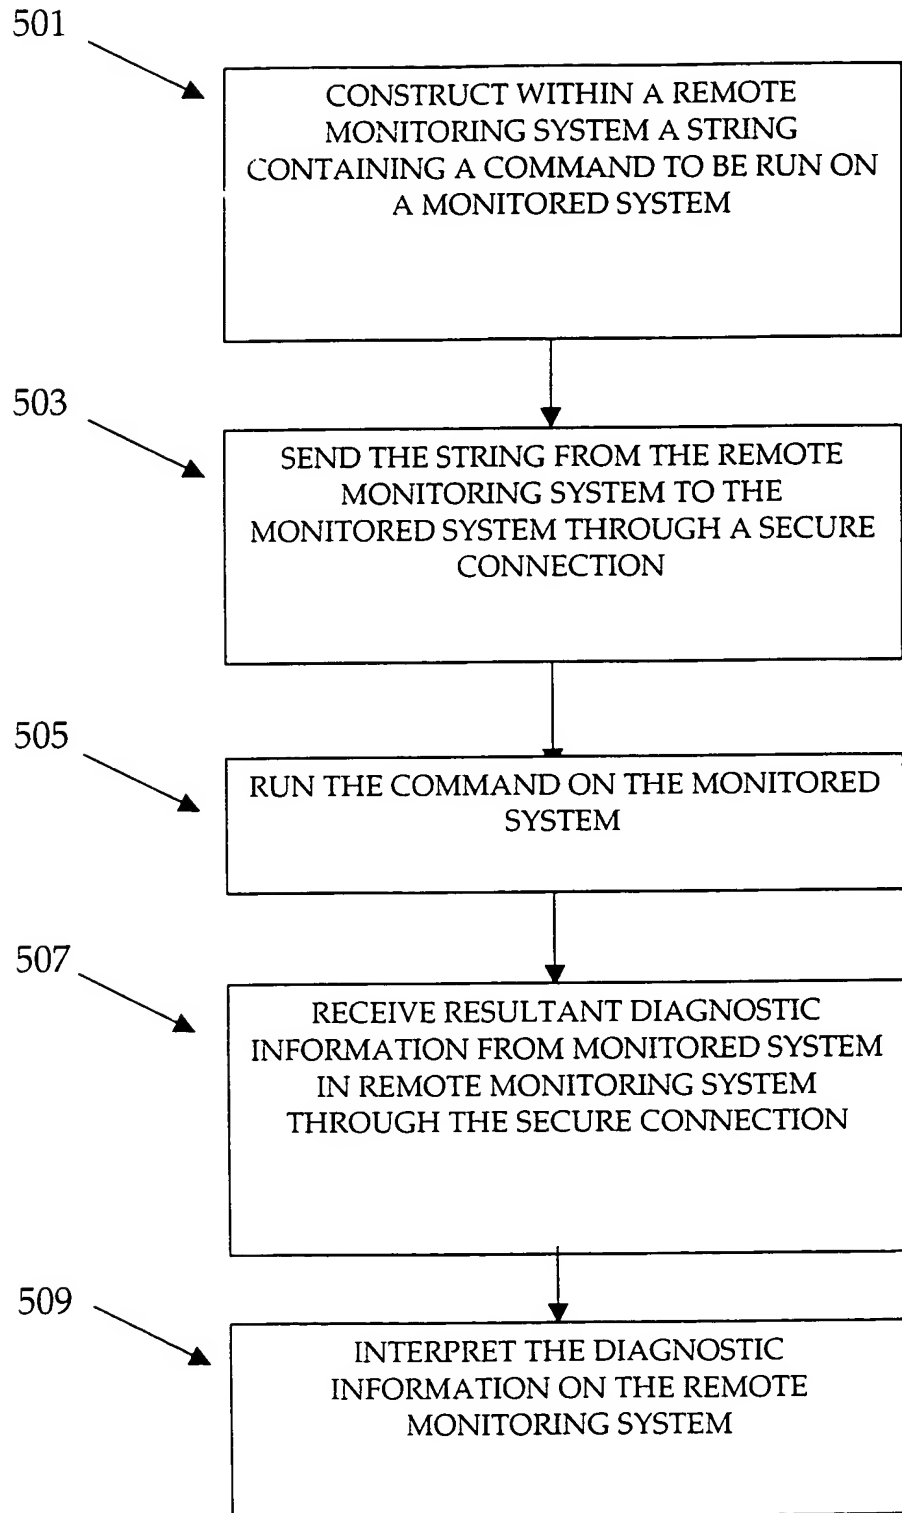 501
CONSTRUCT WITHIN A REMOTE
MONITORING SYSTEM A STRING
CONTAINING A COMMAND TO BE RUN ON
A MONITORED SYSTEM
503
SEND THE STRING FROM THE REMOTE
MONITORING SYSTEM TO THE
MONITORED SYSTEM THROUGH A SECURE
CONNECTION
505
RUN THE COMMAND ON THE MONITORED
SYSTEM
507
RECEIVE RESULTANT DIAGNOSTIC
INFORMATION FROM MONITORED SYSTEM
IN REMOTE MONITORING SYSTEM
THROUGH THE SECURE CONNECTION
509
INTERPRET THE DIAGNOSTIC
INFORMATION ON THE REMOTE
MONITORING SYSTEM